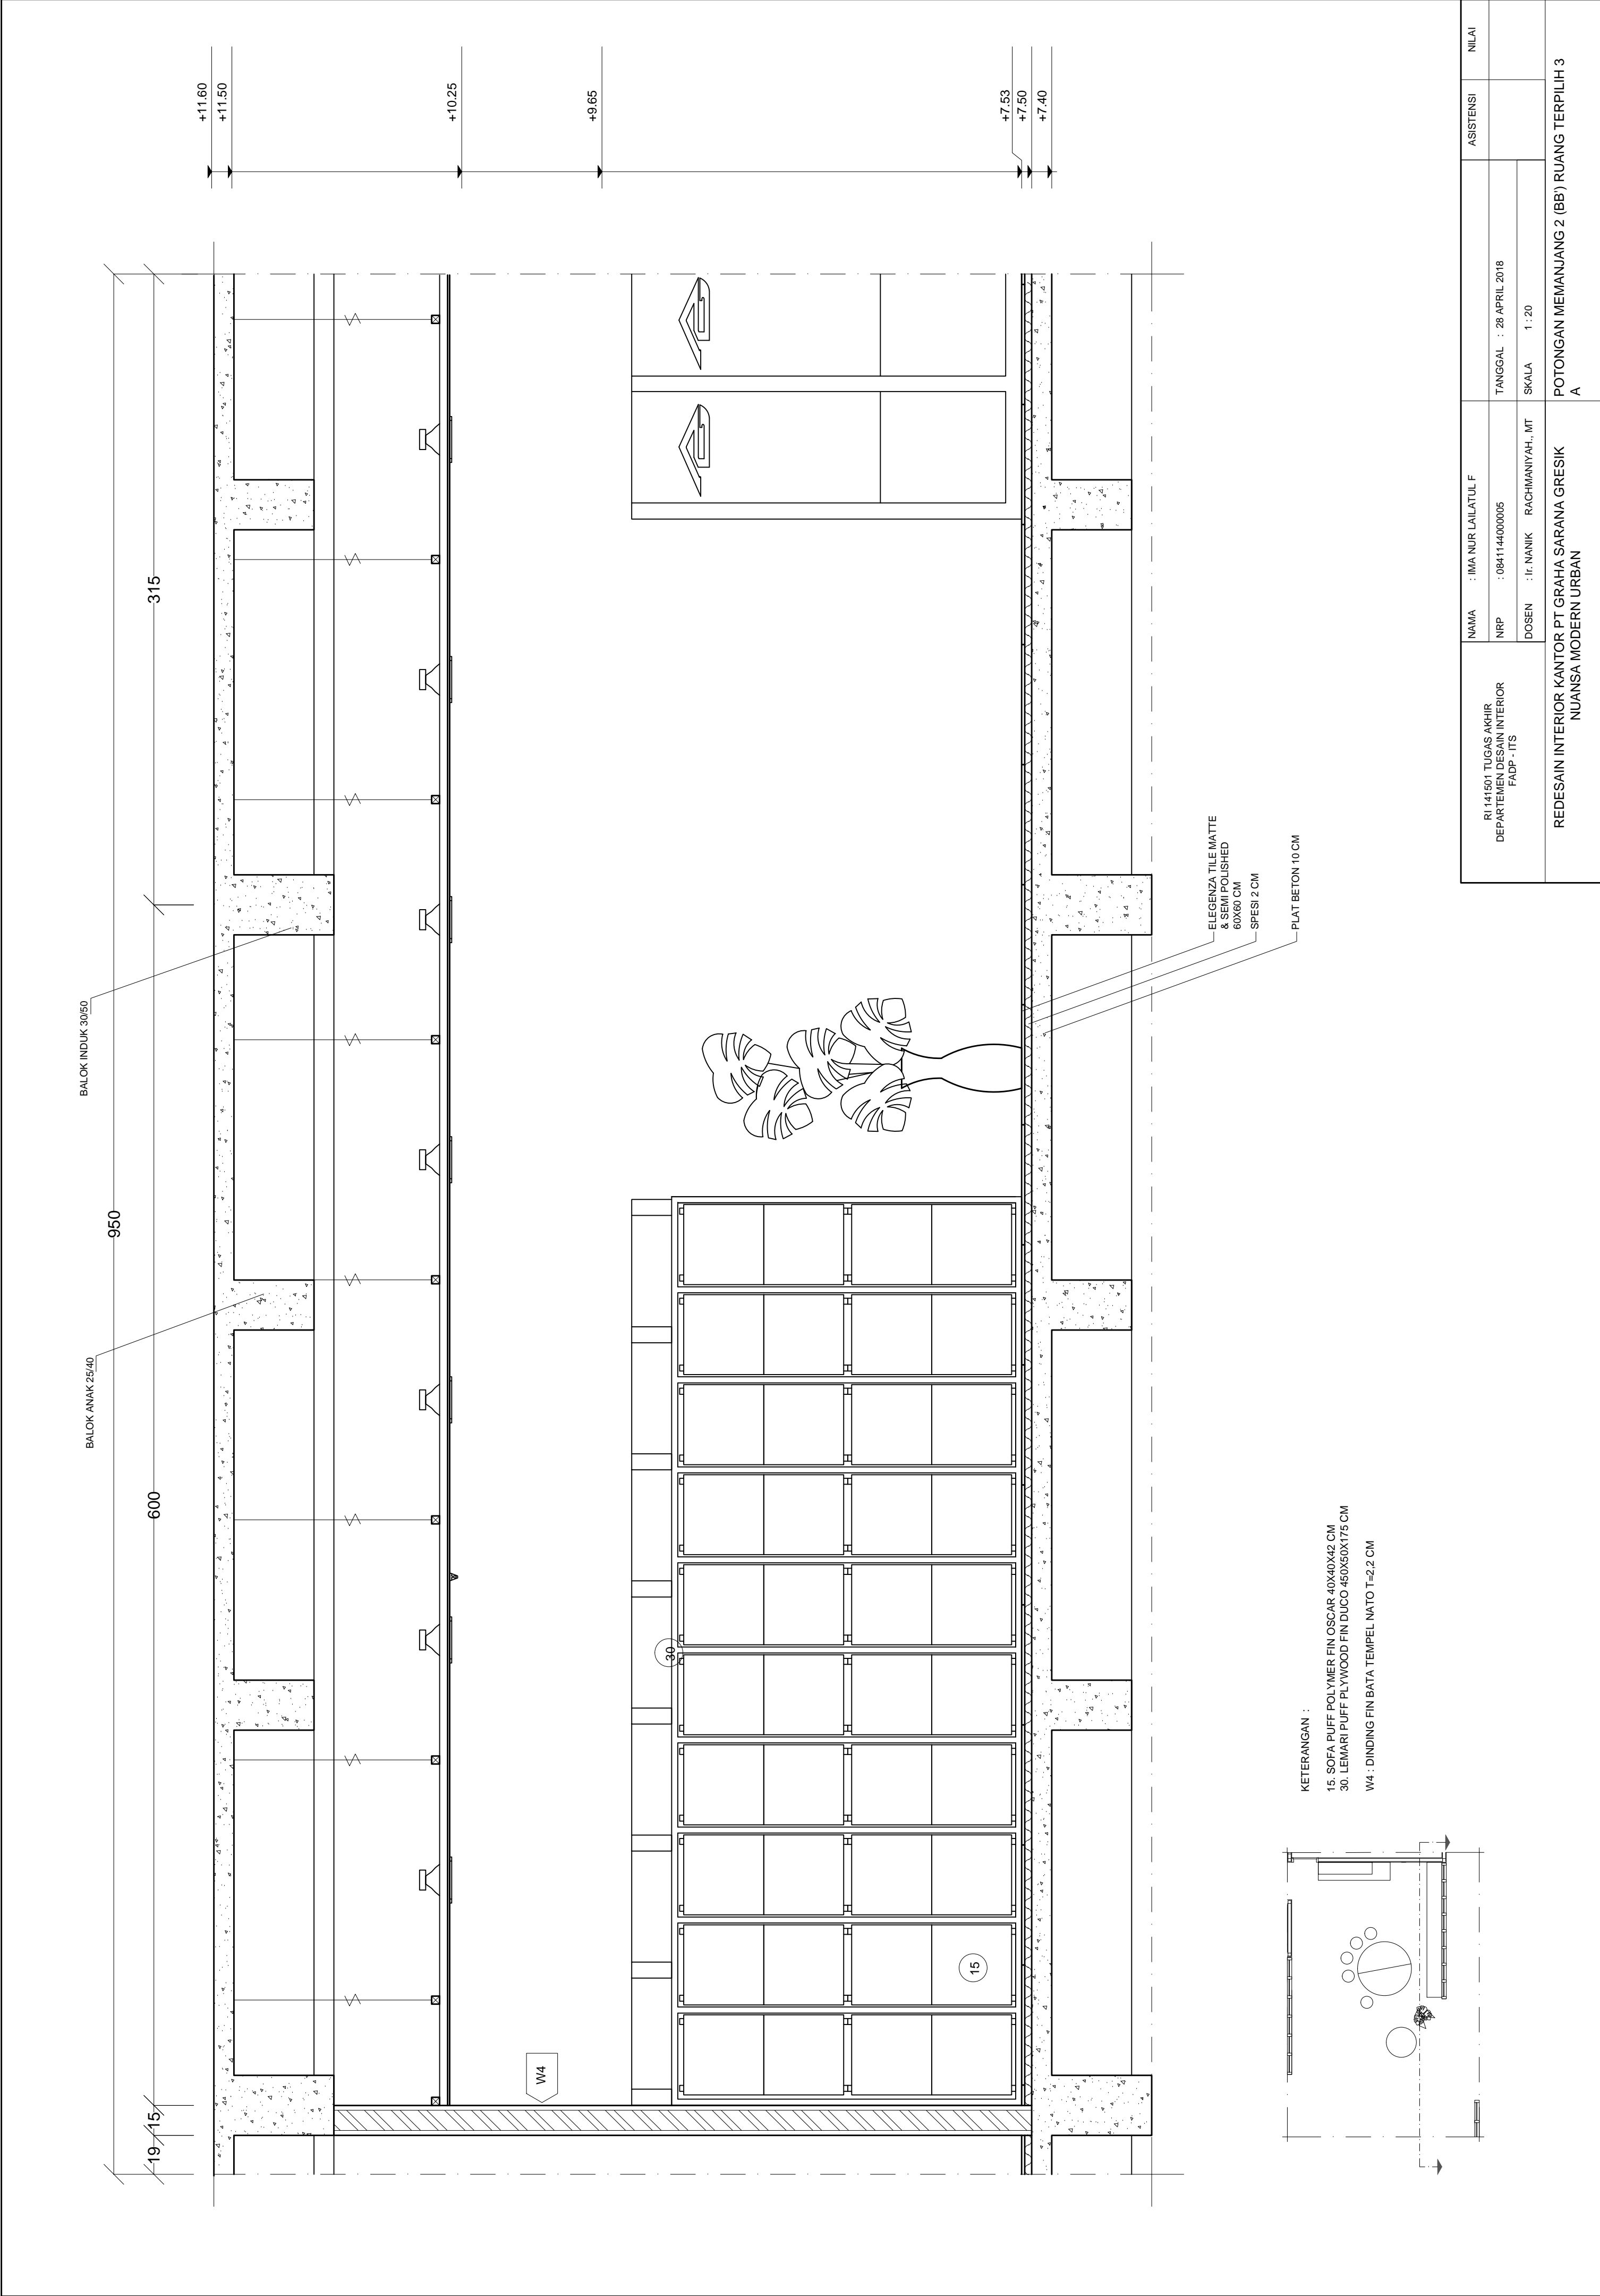 BALOK ANAK 25/40
BALOK INDUK 30/50
950
19
15
600
315
+11.60
+11.50
+10.25
+9.65
+7.53
+7.50
+7.40
W4
30
15
ELEGENZA TILE MATTE
& SEMI POLISHED
60X60 CM
SPESI 2 CM
PLAT BETON 10 CM
KETERANGAN :
15. SOFA PUFF POLYMER FIN OSCAR 40X40X42 CM
30. LEMARI PUFF PLYWOOD FIN DUCO 450X50X175 CM
W4 : DINDING FIN BATA TEMPEL NATO T=2,2 CM
RI 141501 TUGAS AKHIR
DEPARTEMEN DESAIN INTERIOR
FADP - ITS
NAMA : IMA NUR LAILATUL F
NRP : 0841144000005
DOSEN : Ir. NANIK RACHMANIYAH., MT
TANGGAL : 28 APRIL 2018
SKALA 1 : 20
ASISTENSI
NILAI
REDESAIN INTERIOR KANTOR PT GRAHA SARANA GRESIK
NUANSA MODERN URBAN
POTONGAN MEMANJANG 2 (BB') RUANG TERPILIH 3
A